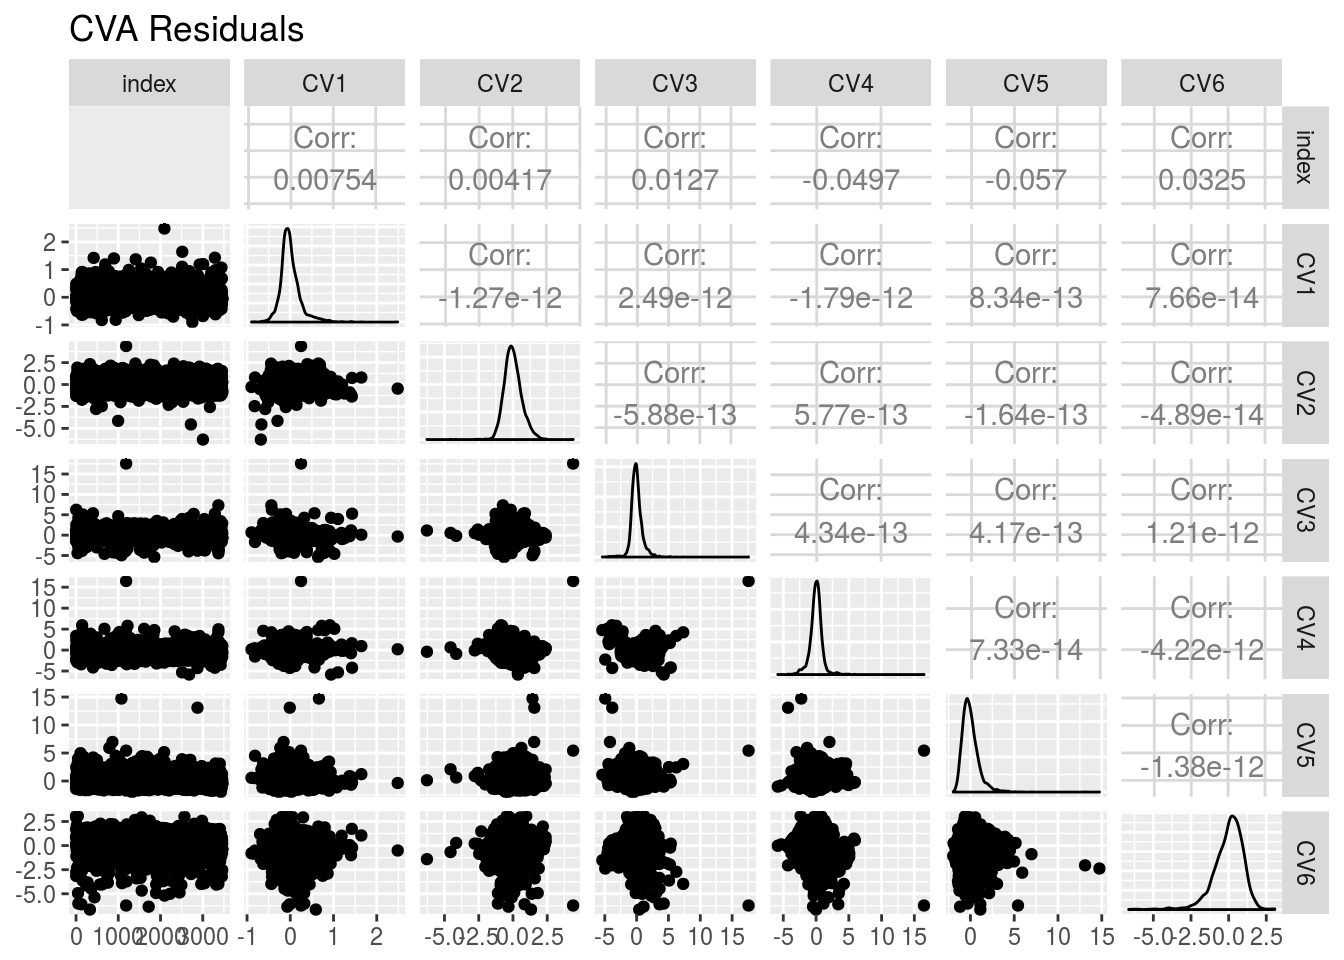 CVA Residuals
index CV1 CV2 CV3 CV4 CV5 CV6
Corr: Corr: Corr: Corr: Corr: Corr:
0.00754 0.00417 0.0127 -0.0497 -0.057 0.0325
index
2
1
0
-1
Corr: Corr: Corr: Corr: Corr:
-1.27e-12 2.49e-12 -1.79e-12 8.34e-13 7.66e-14
CV1
2.5
0.0
-2.5
-5.0
Corr: Corr: Corr: Corr:
-5.88e-13 5.77e-13 -1.64e-13 -4.89e-14
CV2
15
10
5
0
-5
Corr: Corr: Corr:
4.34e-13 4.17e-13 1.21e-12
CV3
15
10
5
0
-5
Corr: Corr:
7.33e-14 -4.22e-12
CV4
15
10
5
0
Corr:
-1.38e-12
CV5
2.5
0.0
-2.5
-5.0
CV6
0 1000 2000 3000 -1 0 1 2 -5.0 -2.5 0.0 2.5 -5 0 5 10 15 -5 0 5 10 15 0 5 10 15 -5.0 -2.5 0.0 2.5